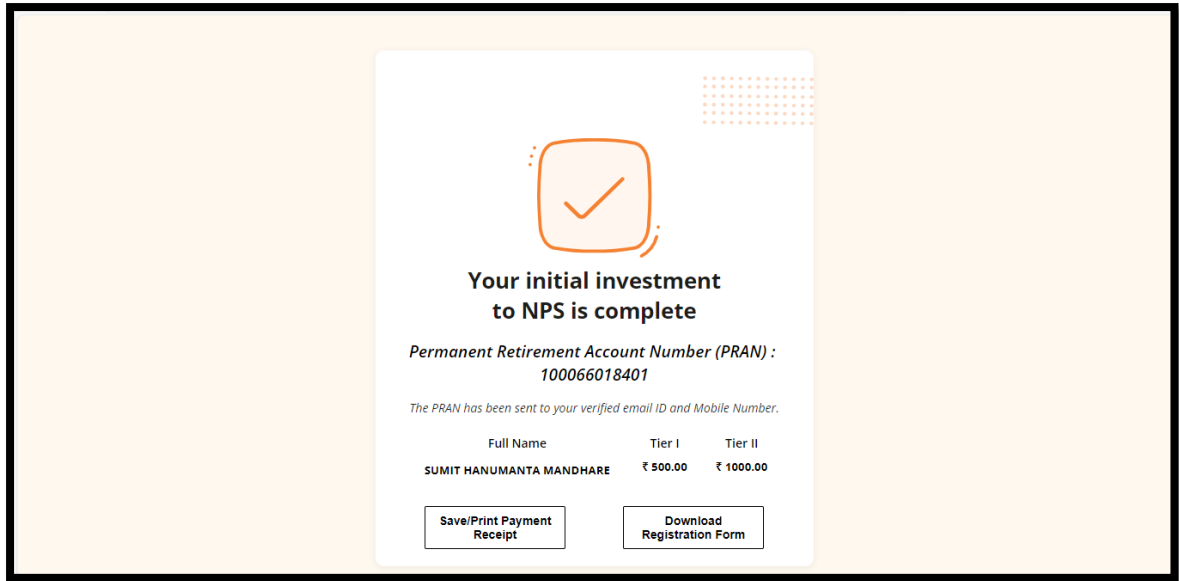 Your initial investment
to NPS is complete
Permanent Retirement Account Number (PRAN) :
100066018401
The PRAN has been sent to your verified email ID and Mobile Number.
Full Name Tier I Tier II
SUMIT HANUMANTA MANDHARE ₹ 500.00 ₹ 1000.00
Save/Print Payment
Receipt
Download
Registration Form